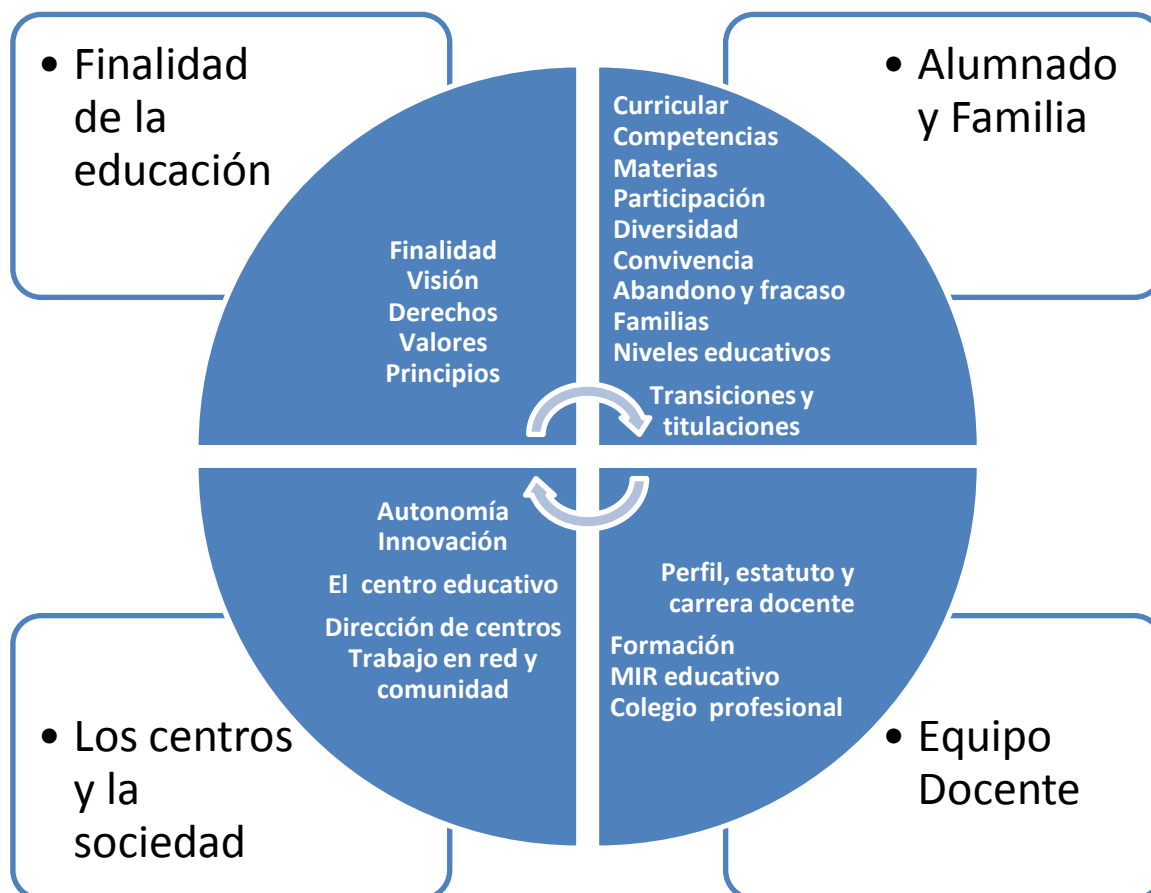 • Finalidad
de la
educación
Finalidad
Visión
Derechos
Valores
Principios
• Alumnado
y Familia
Curricular
Competencias
Materias
Participación
Diversidad
Convivencia
Abandono y fracaso
Familias
Niveles educativos
Transiciones y
titulaciones
• Los centros
y la
sociedad
Autonomía
Innovación
El centro educativo
Dirección de centros
Trabajo en red y
comunidad
• Equipo
Docente
Perfil, estatuto y
carrera docente
Formación
MIR educativo
Colegio profesional